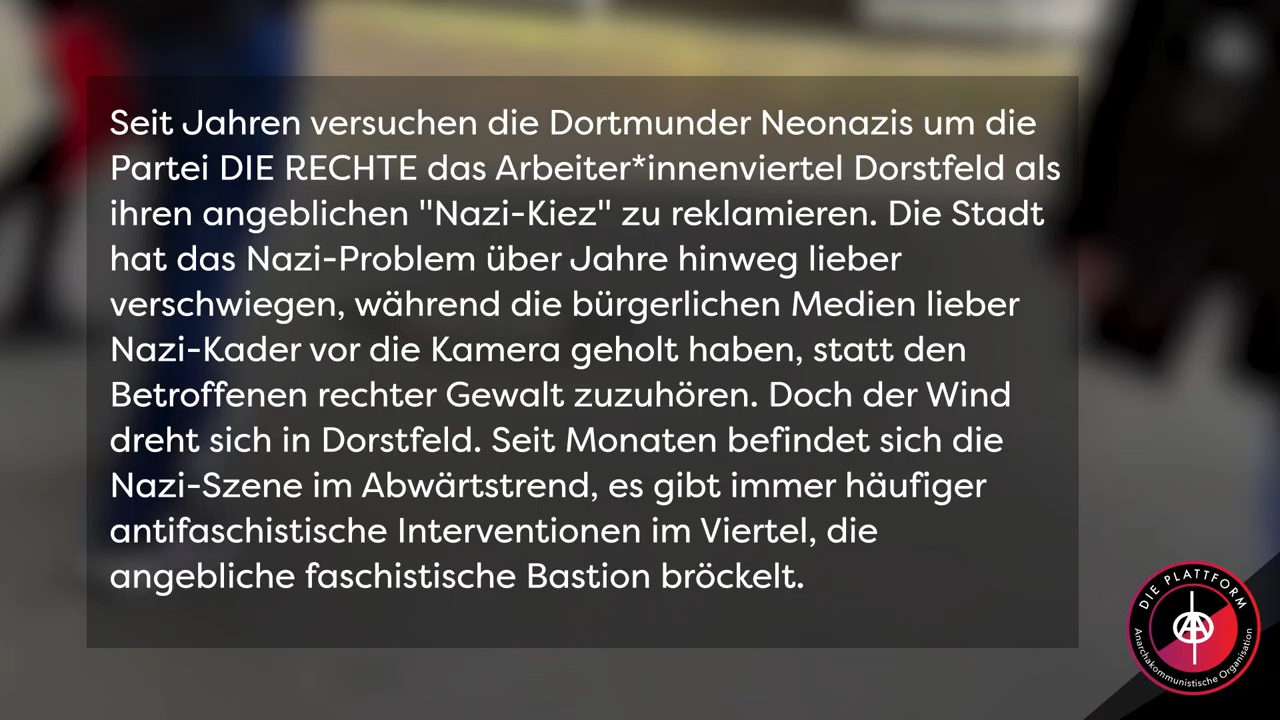 Seit Jahren versuchen die Dortmunder Neonazis um die
Partei DIE RECHTE das Arbeiter*innenviertel Dorstfeld als
ihren angeblichen "Nazi-Kiez" zu reklamieren. Die Stadt
hat das Nazi-Problem über Jahre hinweg lieber
verschwiegen, während die bürgerlichen Medien lieber
Nazi-Kader vor die Kamera geholt haben, statt den
Betroffenen rechter Gewalt zuzuhören. Doch der Wind
dreht sich in Dorstfeld. Seit Monaten befindet sich die
Nazi-Szene im Abwärtstrend, es gibt immer häufiger
antifaschistische Interventionen im Viertel, die
angebliche faschistische Bastion bröckelt.
DIE PLATTFORM
Anarchakommunistische Organisation